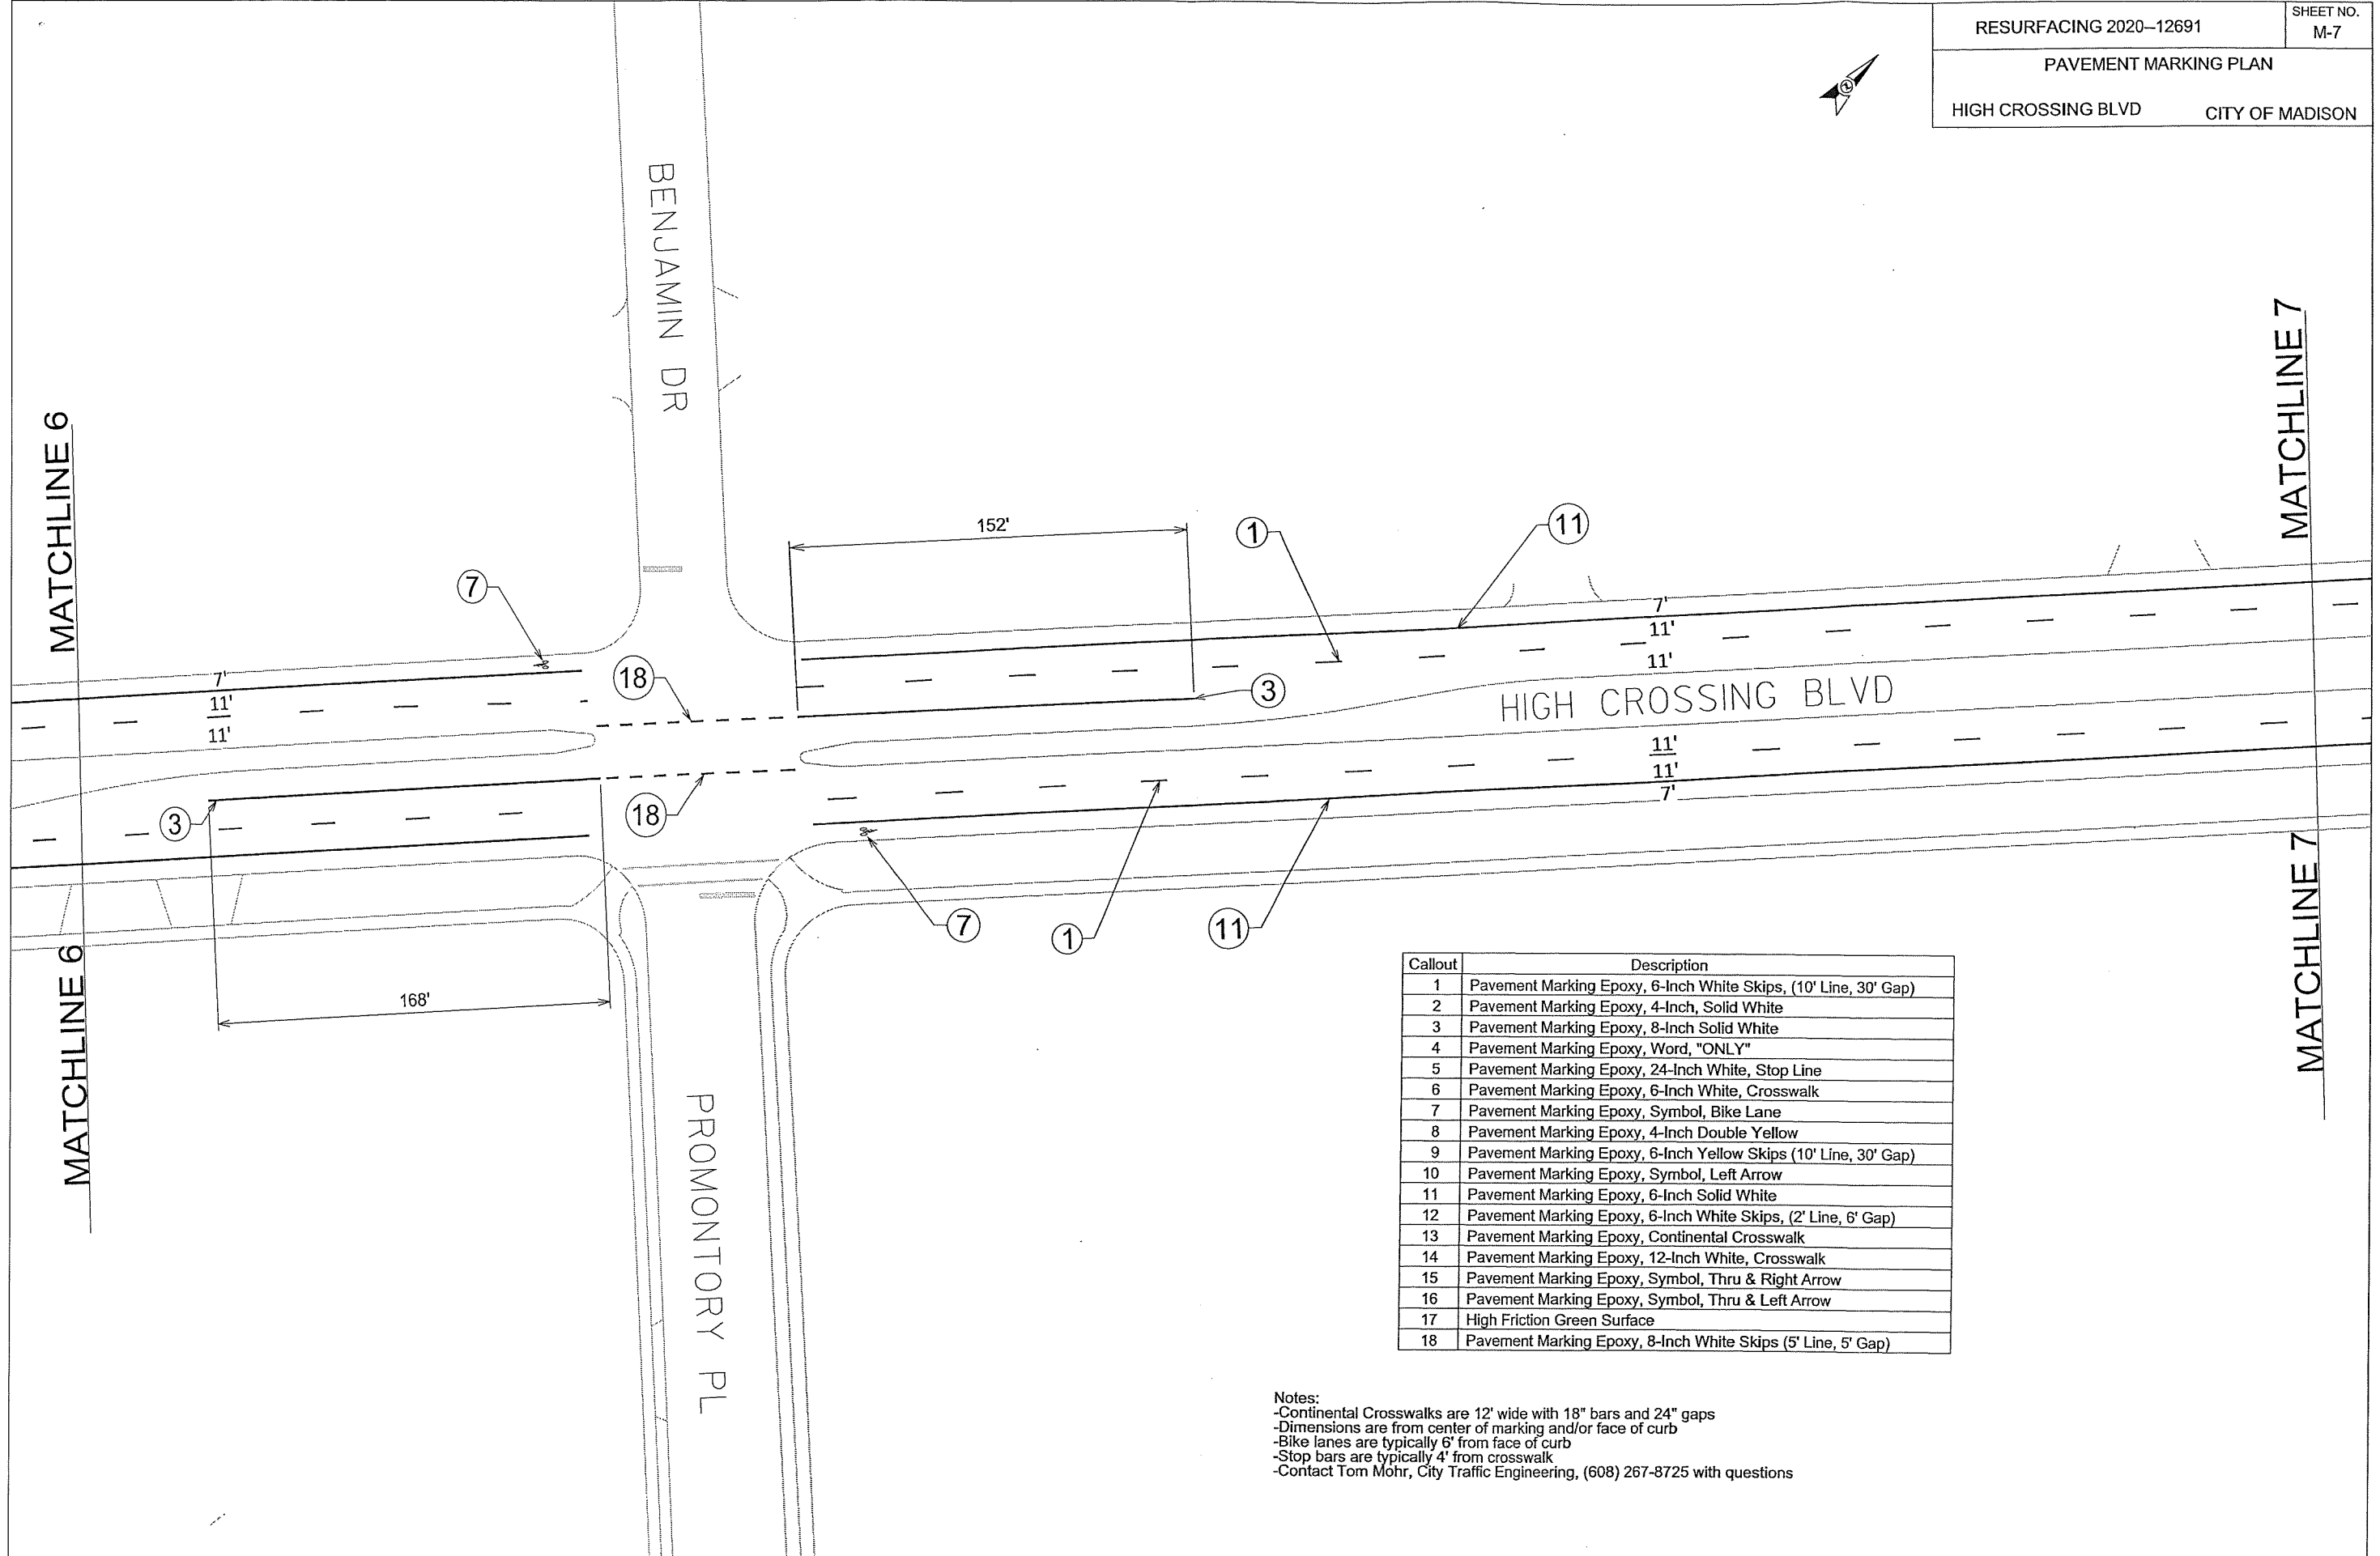 RESURFACING 2020–12691
SHEET NO.
M-7
PAVEMENT MARKING PLAN
HIGH CROSSING BLVD
CITY OF MADISON
BENJAMIN DR
MATCHLINE 6
MATCHLINE 7
152'
1
11
7
18
3
7'
11'
11'
7'
11'
11'
HIGH CROSSING BLVD
11'
11'
7'
3
18
7
1
11
168'
MATCHLINE 6
MATCHLINE 7
PROMONTORY PL
Callout Description
1 Pavement Marking Epoxy, 6-Inch White Skips, (10' Line, 30' Gap)
2 Pavement Marking Epoxy, 4-Inch, Solid White
3 Pavement Marking Epoxy, 8-Inch Solid White
4 Pavement Marking Epoxy, Word, "ONLY"
5 Pavement Marking Epoxy, 24-Inch White, Stop Line
6 Pavement Marking Epoxy, 6-Inch White, Crosswalk
7 Pavement Marking Epoxy, Symbol, Bike Lane
8 Pavement Marking Epoxy, 4-Inch Double Yellow
9 Pavement Marking Epoxy, 6-Inch Yellow Skips (10' Line, 30' Gap)
10 Pavement Marking Epoxy, Symbol, Left Arrow
11 Pavement Marking Epoxy, 6-Inch Solid White
12 Pavement Marking Epoxy, 6-Inch White Skips, (2' Line, 6' Gap)
13 Pavement Marking Epoxy, Continental Crosswalk
14 Pavement Marking Epoxy, 12-Inch White, Crosswalk
15 Pavement Marking Epoxy, Symbol, Thru & Right Arrow
16 Pavement Marking Epoxy, Symbol, Thru & Left Arrow
17 High Friction Green Surface
18 Pavement Marking Epoxy, 8-Inch White Skips (5' Line, 5' Gap)
Notes:
-Continental Crosswalks are 12' wide with 18" bars and 24" gaps
-Dimensions are from center of marking and/or face of curb
-Bike lanes are typically 6' from face of curb
-Stop bars are typically 4' from crosswalk
-Contact Tom Mohr, City Traffic Engineering, (608) 267-8725 with questions